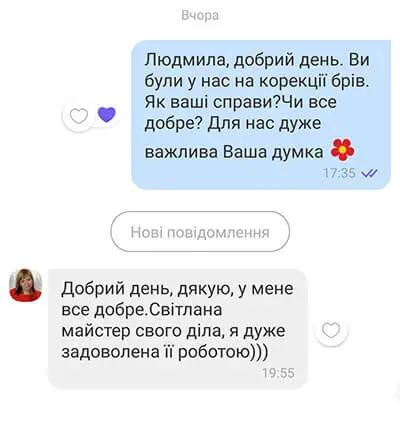 Вчора
Людмила, добрий день. Ви
були у нас на корекції брів.
Як ваші справи?Чи все
добре? Для нас дуже
важлива Ваша думка
17:35
Нові повідомлення
Добрий день, дякую, у мене
все добре.Світлана
майстер свого діла, я дуже
задоволена її роботою)))
19:55